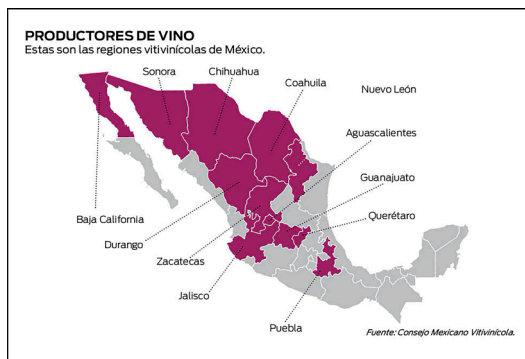 PRODUCTORES DE VINO
Estas son las regiones vitivinícolas de México.
Sonora
Chihuahua
Coahuila
Nuevo León
Aguascalientes
Guanajuato
Querétaro
Baja California
Durango
Zacatecas
Jalisco
Puebla
Fuente: Consejo Mexicano Vitivinícola.